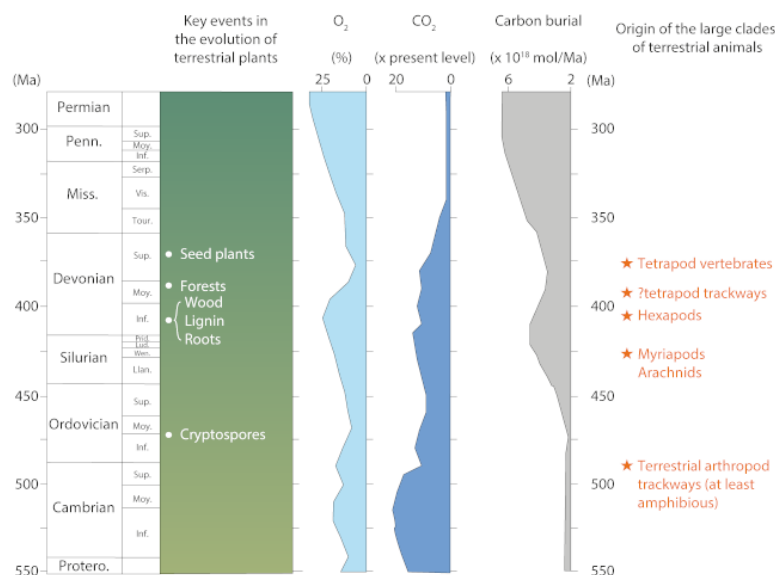 Key events in
the evolution of
terrestrial plants
O2
(%)
25 0
CO2
(x present level)
20 0
Carbon burial
(x 10^18 mol/Ma)
6 2
Origin of the large clades
of terrestrial animals
(Ma)
(Ma)
Permian
300
Penn.
Sup.
Moy.
Inf.
300
Miss.
Serp.
Vis.
Tour.
350
350
Devonian
Sup.
Moy.
Inf.
Seed plants
Forests
Wood
Lignin
Roots
Tetrapod vertebrates
?tetrapod trackways
Hexapods
400
400
Silurian
Prid.
Lud.
Wen.
Llan.
Myriapods
Arachnids
450
450
Ordovician
Sup.
Moy.
Inf.
Cryptospores
Terrestrial arthropod
trackways (at least
amphibious)
500
500
Cambrian
Sup.
Moy.
Inf.
Protero.
550
550